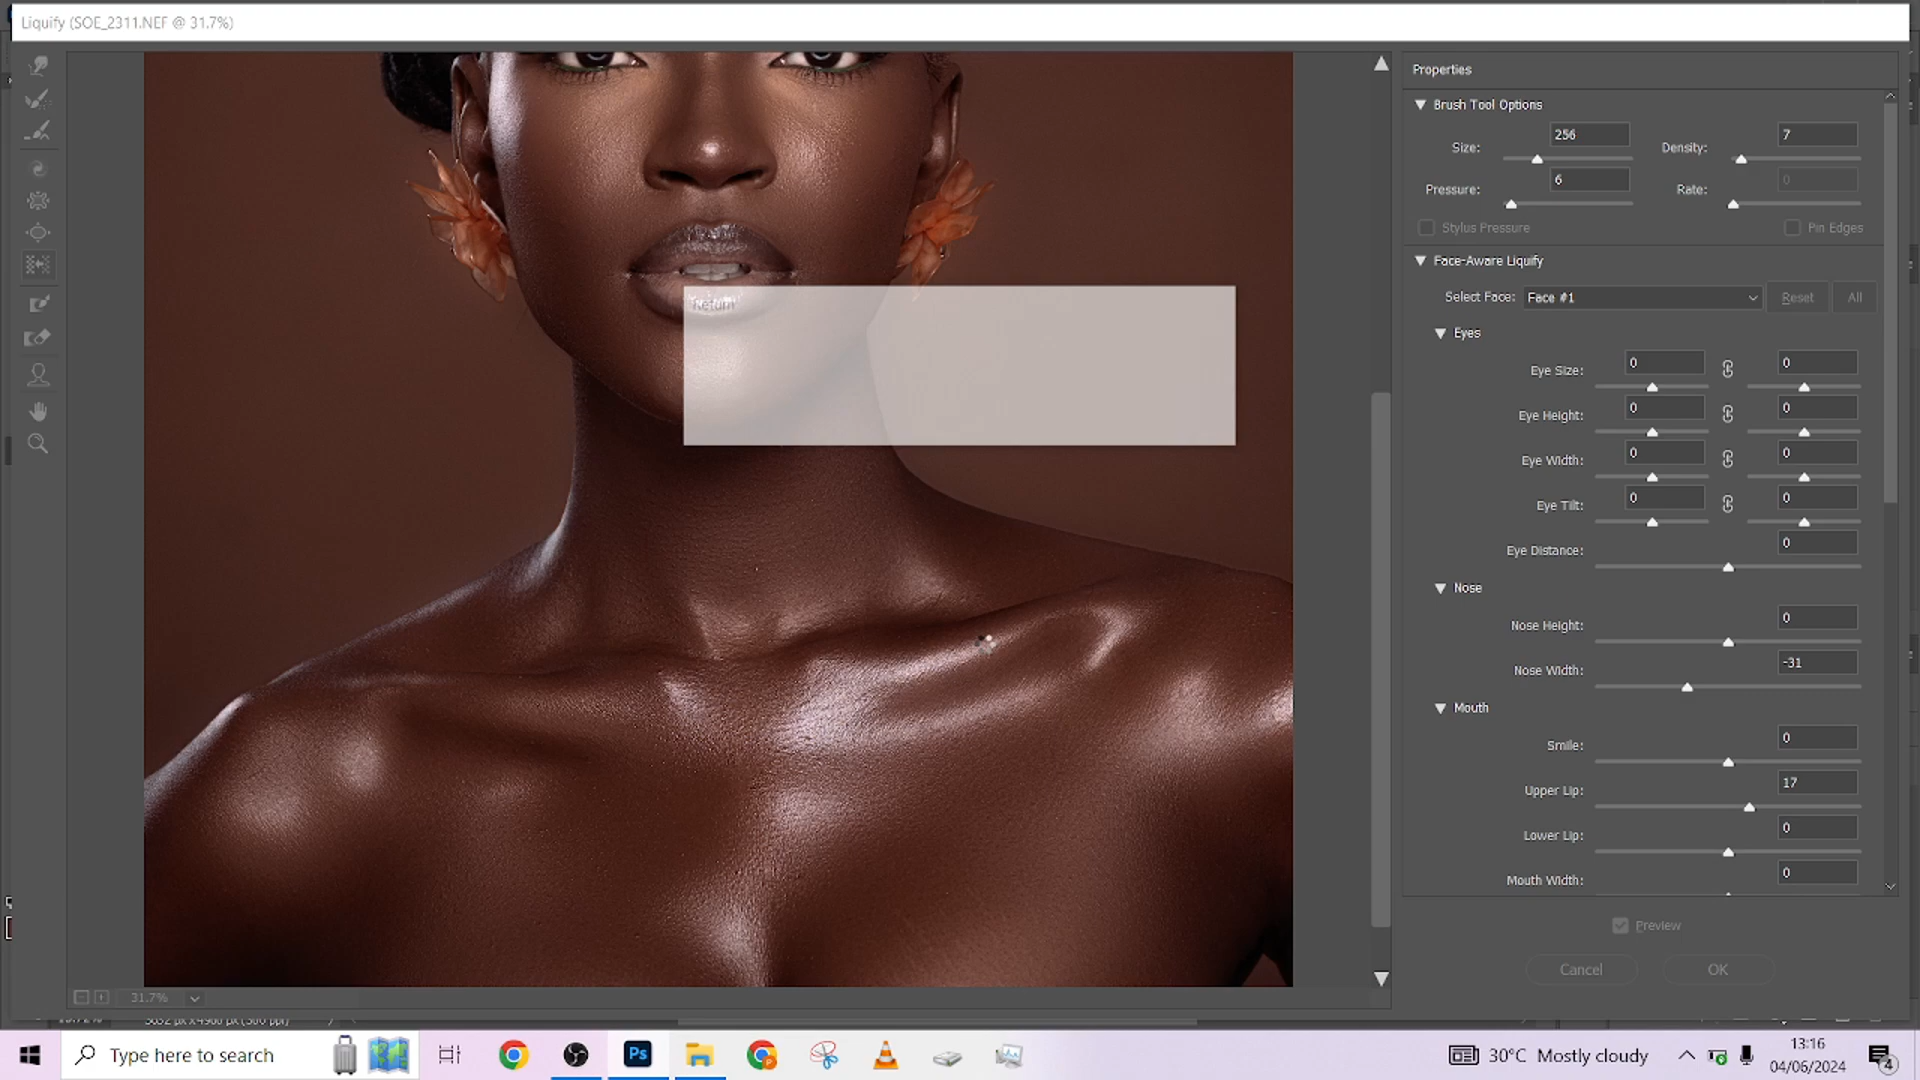 Liquify (SOE_2311.NEF @ 31.7%)
Properties
Brush Tool Options
Size:
256
Density:
7
Pressure:
6
Rate:
0
Stylus Pressure
Pin Edges
Face-Aware Liquify
Select Face:
Face #1
Reset
All
Eyes
Eye Size:
0
0
Eye Height:
0
0
Eye Width:
0
0
Eye Tilt:
0
0
Eye Distance:
0
Nose
Nose Height:
0
Nose Width:
-31
Mouth
Smile:
0
Upper Lip:
17
Lower Lip:
0
Mouth Width:
0
Preview
Cancel
OK
31.7%
Type here to search
Ps
30°C Mostly cloudy
13:16
04/06/2024
4